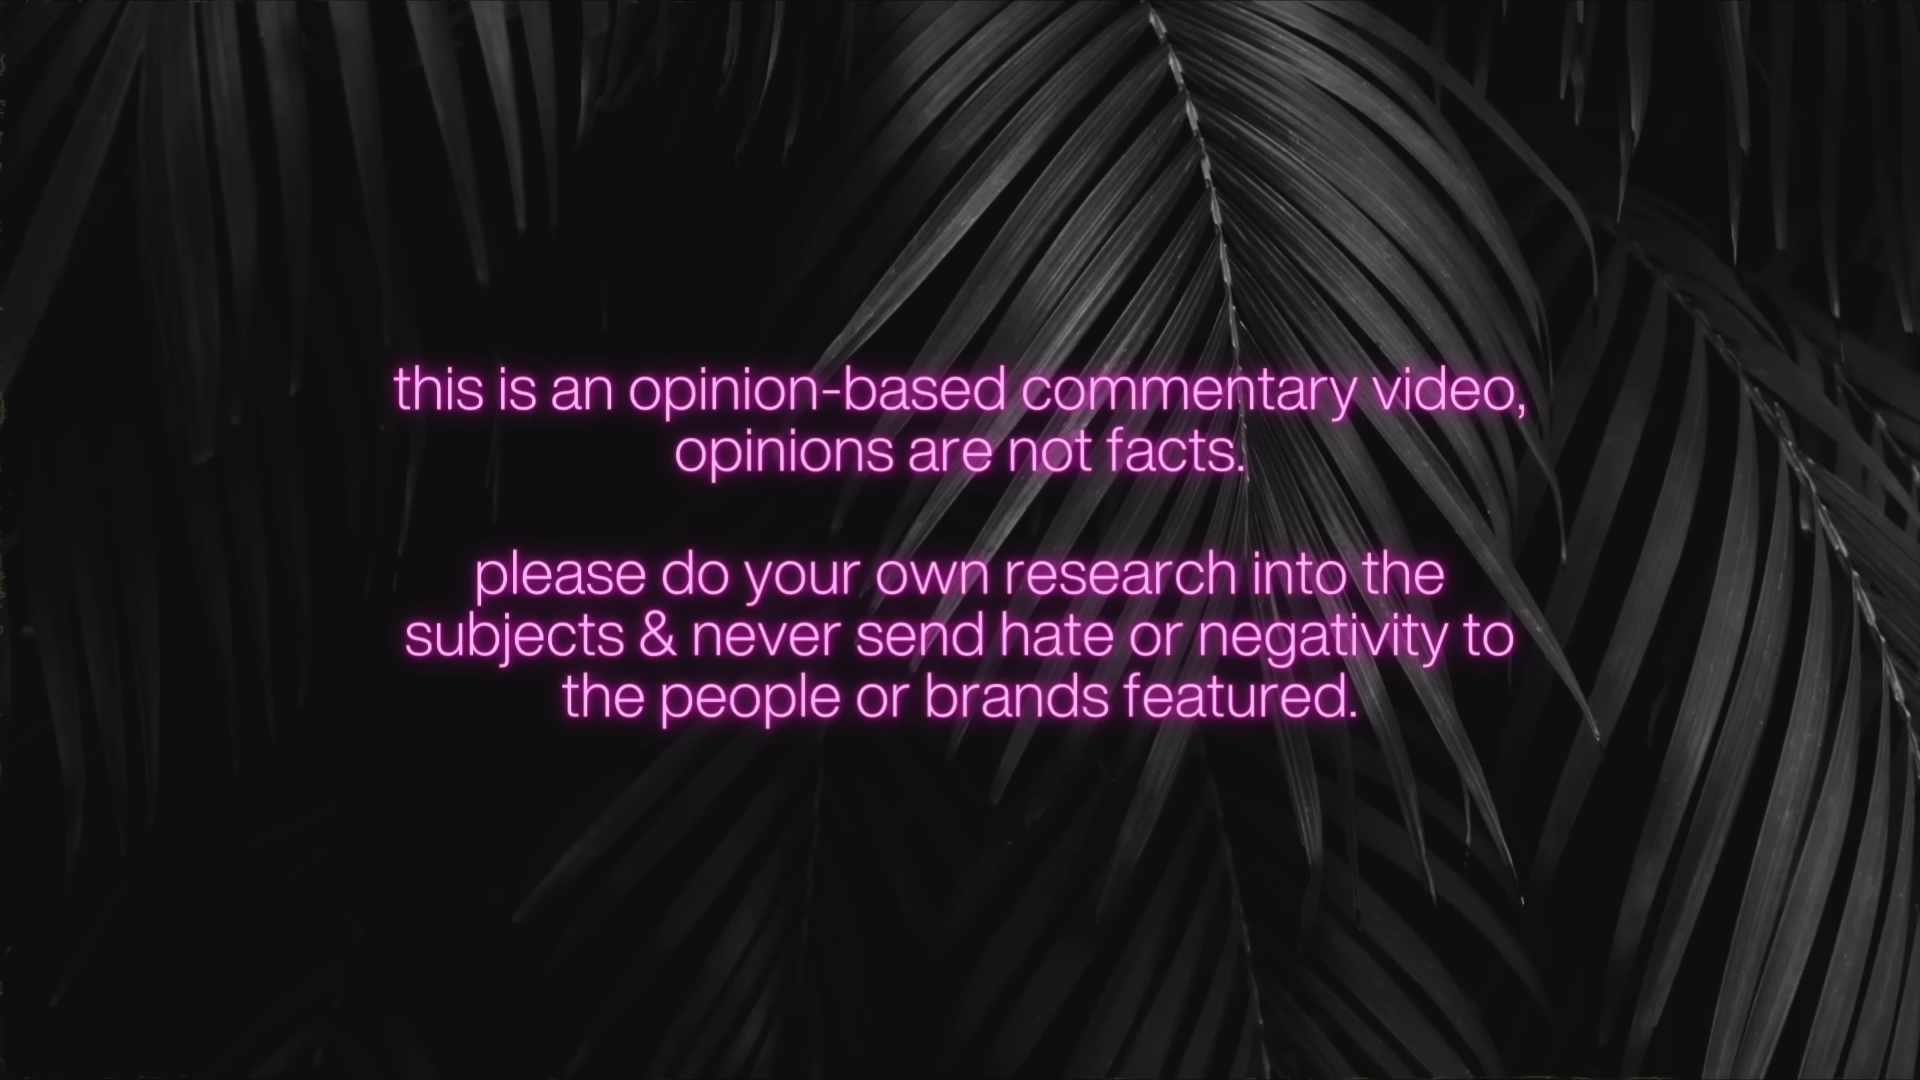 this is an opinion-based commentary video,
opinions are not facts.
please do your own research into the
subjects & never send hate or negativity to
the people or brands featured.